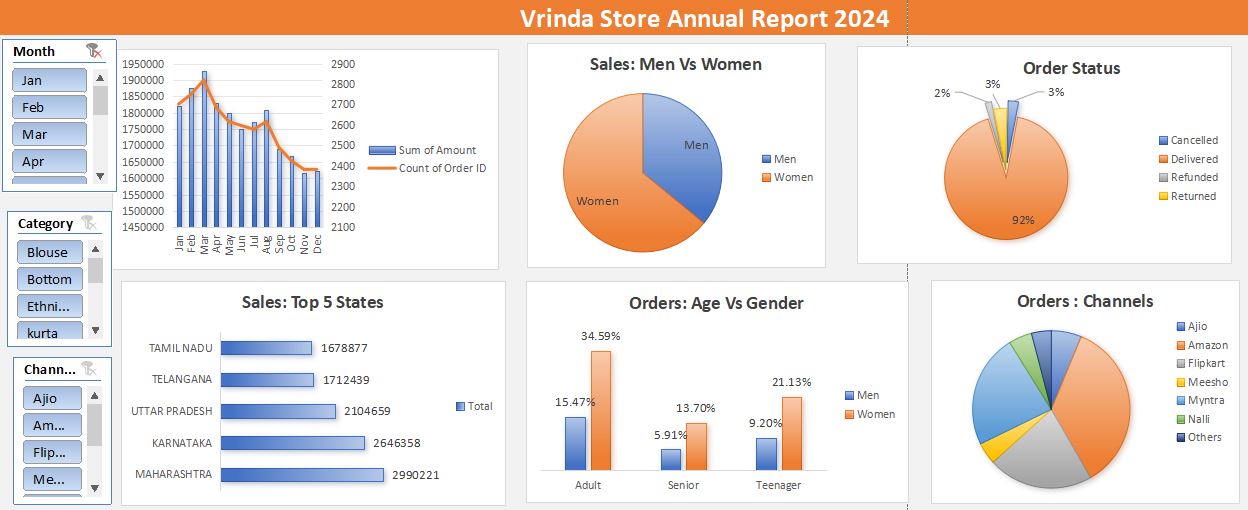 Vrinda Store Annual Report 2024
Month
Jan
Feb
Mar
Apr
Category
Blouse
Bottom
Ethni...
kurta
Chann...
Ajio
Am...
Flip...
Me...
1950000
1900000
1850000
1800000
1750000
1700000
1650000
1600000
1550000
1500000
1450000
2900
2800
2700
2600
2500
2400
2300
2200
2100
Jan
Feb
Mar
Apr
May
Jun
Jul
Aug
Sep
Oct
Nov
Dec
Sum of Amount
Count of Order ID
Sales: Men Vs Women
Men
Women
Men
Women
Order Status
2%
3%
3%
92%
Cancelled
Delivered
Refunded
Returned
Sales: Top 5 States
TAMIL NADU 1678877
TELANGANA 1712439
UTTAR PRADESH 2104659
KARNATAKA 2646358
MAHARASHTRA 2990221
Total
Orders: Age Vs Gender
34.59%
15.47%
5.91%
13.70%
9.20%
21.13%
Adult Senior Teenager
Men
Women
Orders : Channels
Ajio
Amazon
Flipkart
Meesho
Myntra
Nalli
Others